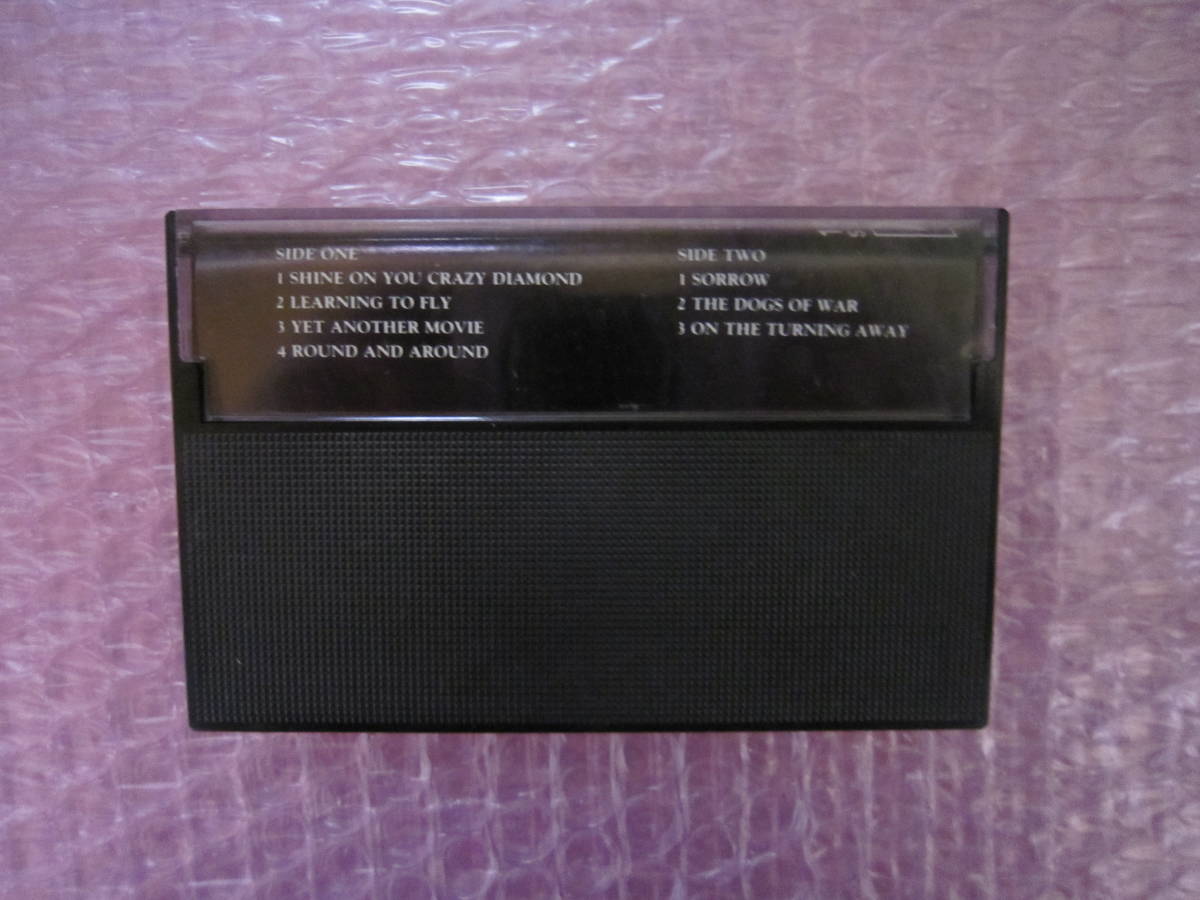 SIDE ONE
1 SHINE ON YOU CRAZY DIAMOND
2 LEARNING TO FLY
3 YET ANOTHER MOVIE
4 ROUND AND AROUND
SIDE TWO
1 SORROW
2 THE DOGS OF WAR
3 ON THE TURNING AWAY